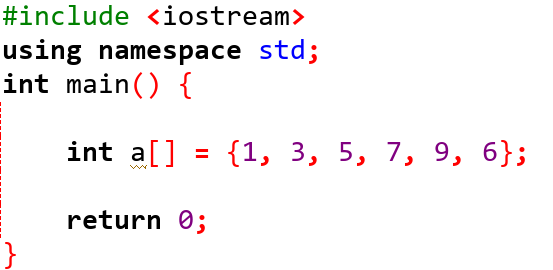 #include <iostream>
using namespace std;
int main() {
int a[] = {1, 3, 5, 7, 9, 6};
return 0;
}